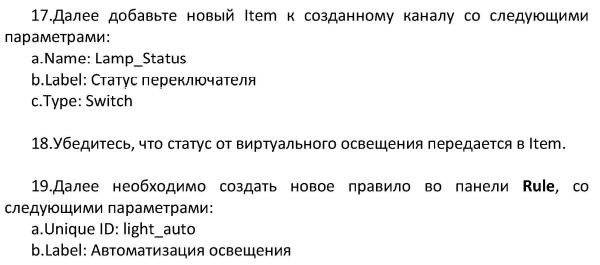 17.Далее добавьте новый Item к созданному каналу со следующими
параметрами:
a.Name: Lamp_Status
b.Label: Статус переключателя
c.Type: Switch
18.Убедитесь, что статус от виртуального освещения передается в Item.
19.Далее необходимо создать новое правило во панели Rule, со
следующими параметрами:
a.Unique ID: light_auto
b.Label: Автоматизация освещения